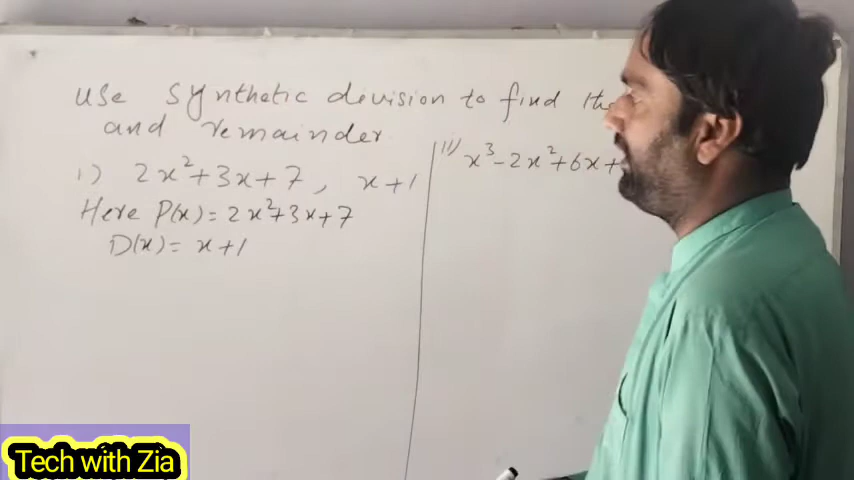 use synthetic division to find the
and remainder
i) 2x²+3x+7, x+1
Here P(x)= 2x²+3x+7
D(x)= x+1
ii) x³-2x²+6x+
Tech with Zia